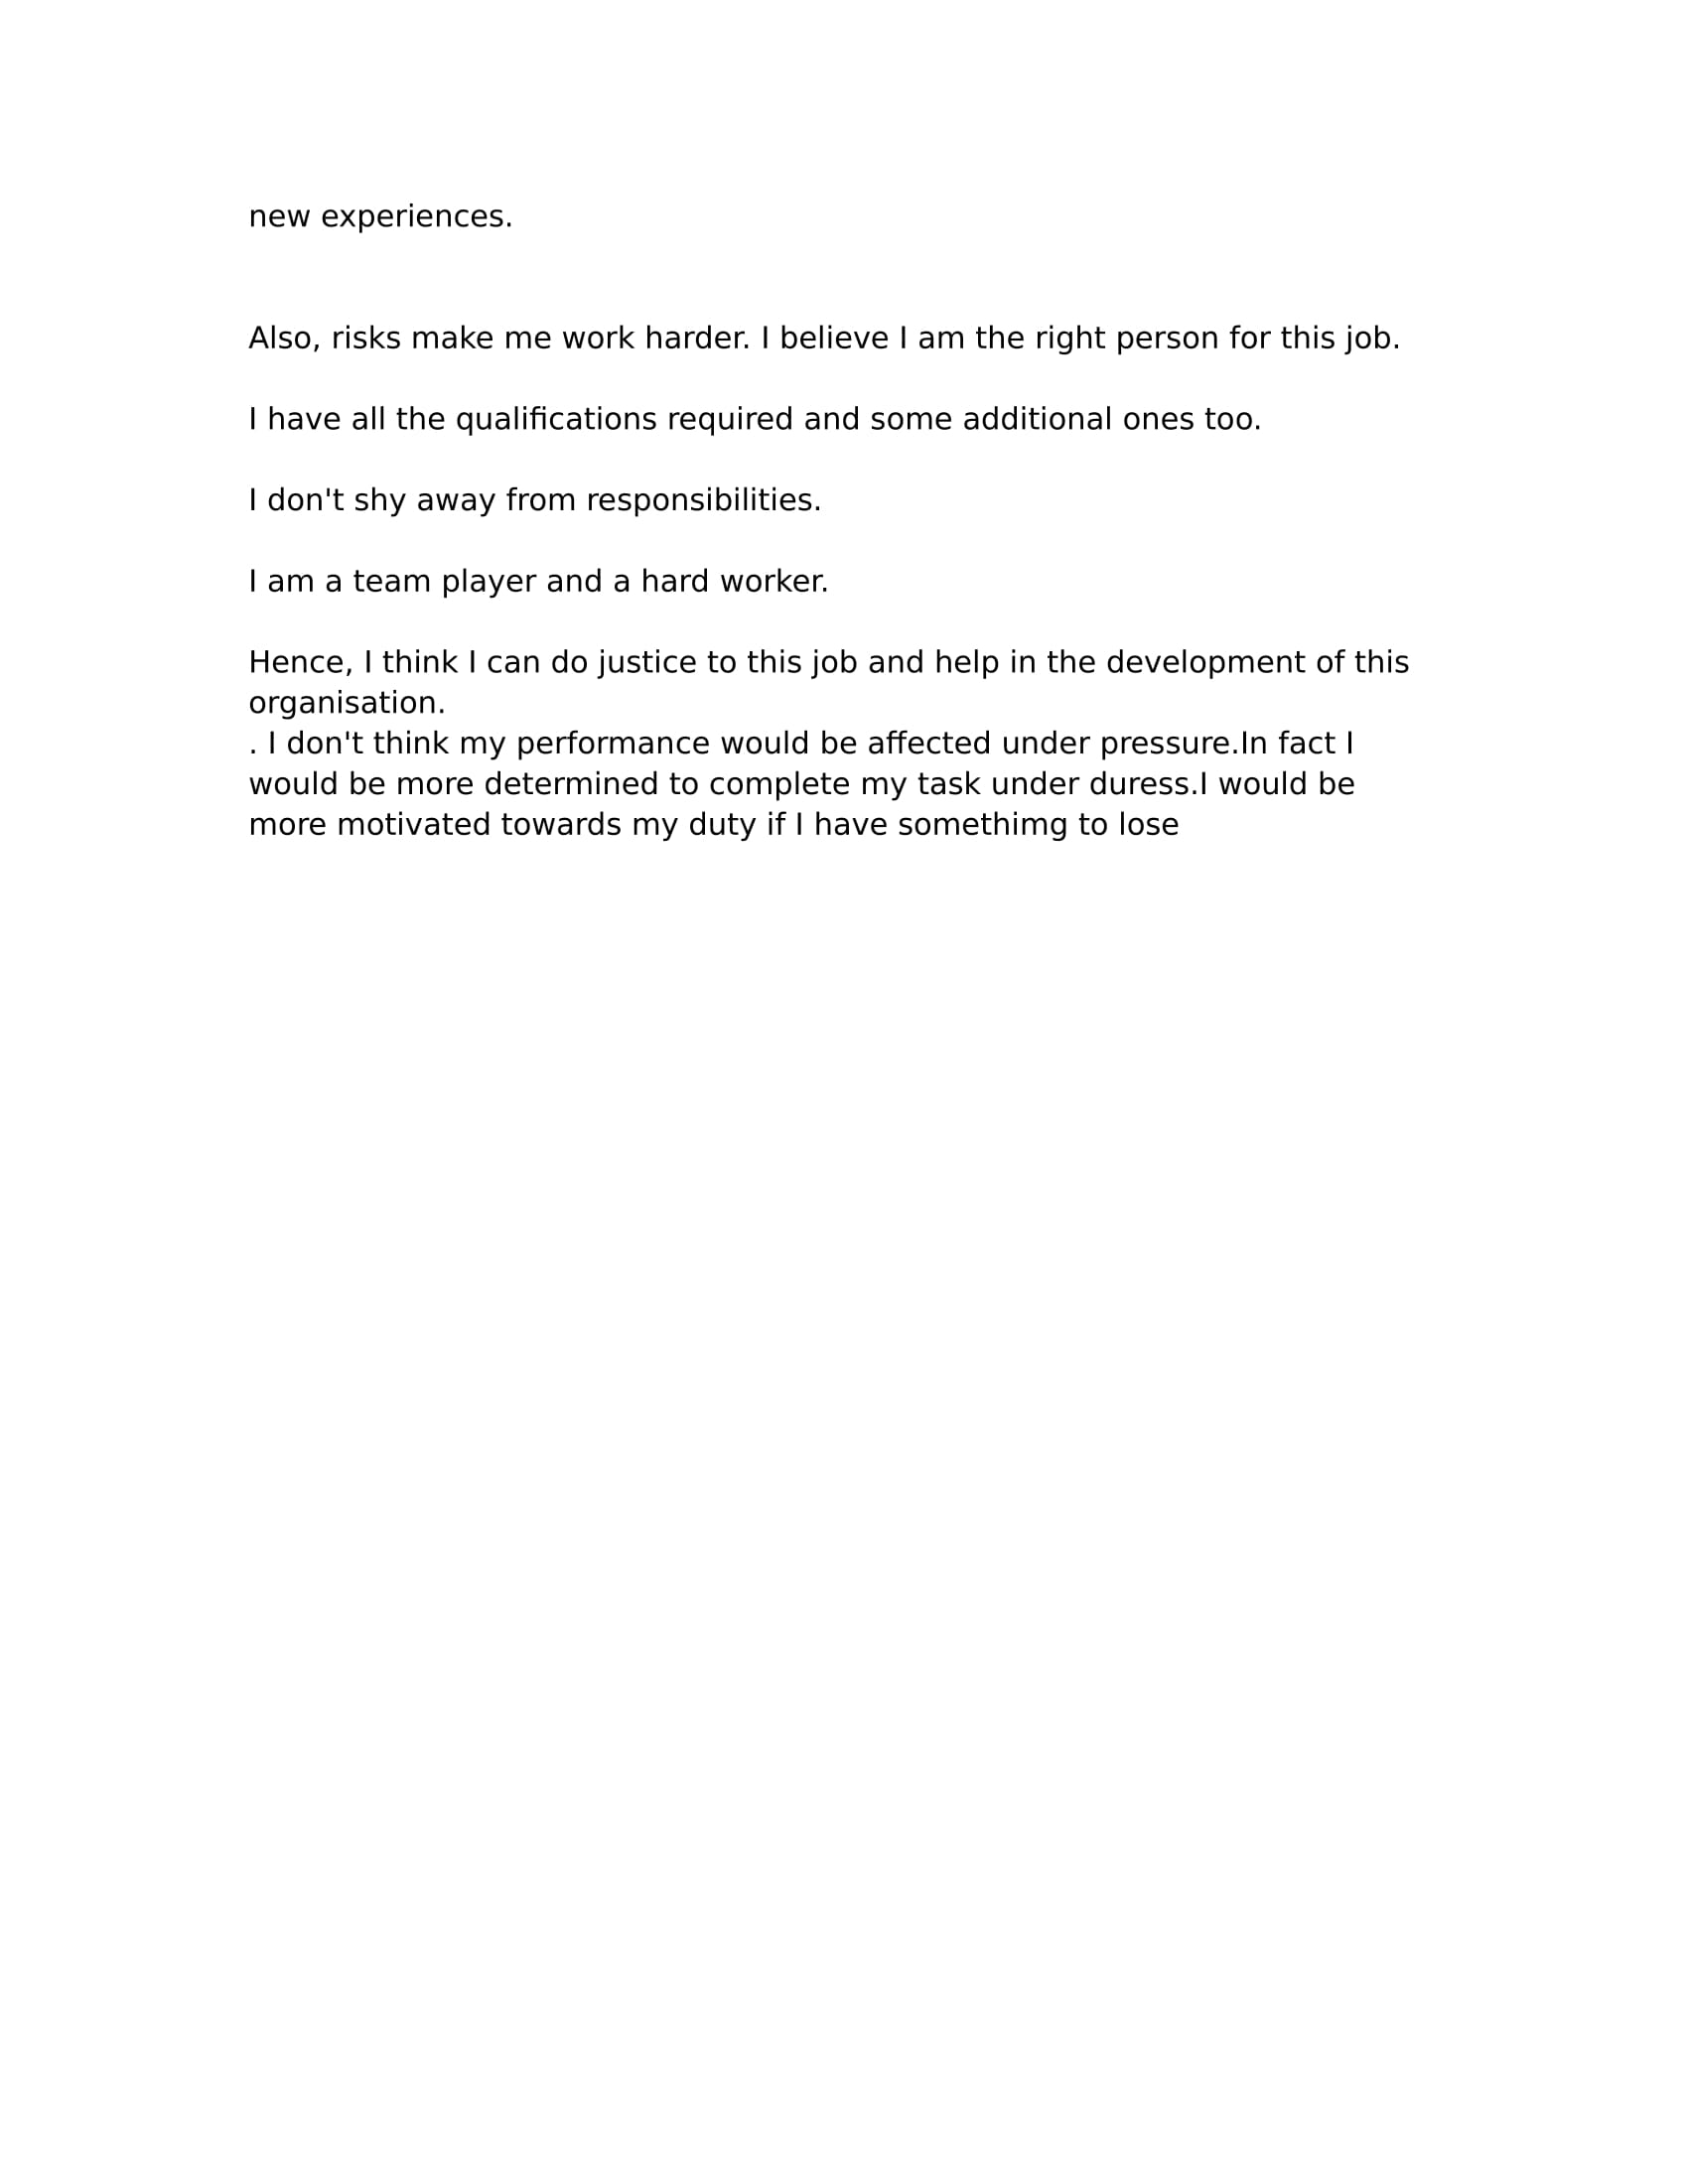 new experiences.
Also, risks make me work harder. I believe I am the right person for this job.
I have all the qualifications required and some additional ones too.
I don't shy away from responsibilities.
I am a team player and a hard worker.
Hence, I think I can do justice to this job and help in the development of this
organisation.
. I don't think my performance would be affected under pressure.In fact I
would be more determined to complete my task under duress.I would be
more motivated towards my duty if I have somethimg to lose